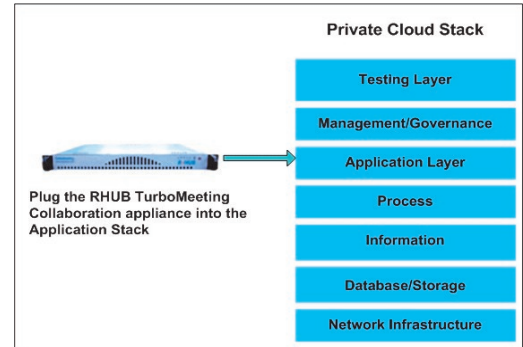 Private Cloud Stack
Testing Layer
Management/Governance
Application Layer
Plug the RHUB TurboMeeting
Collaboration appliance into the
Application Stack
Process
Information
Database/Storage
Network Infrastructure